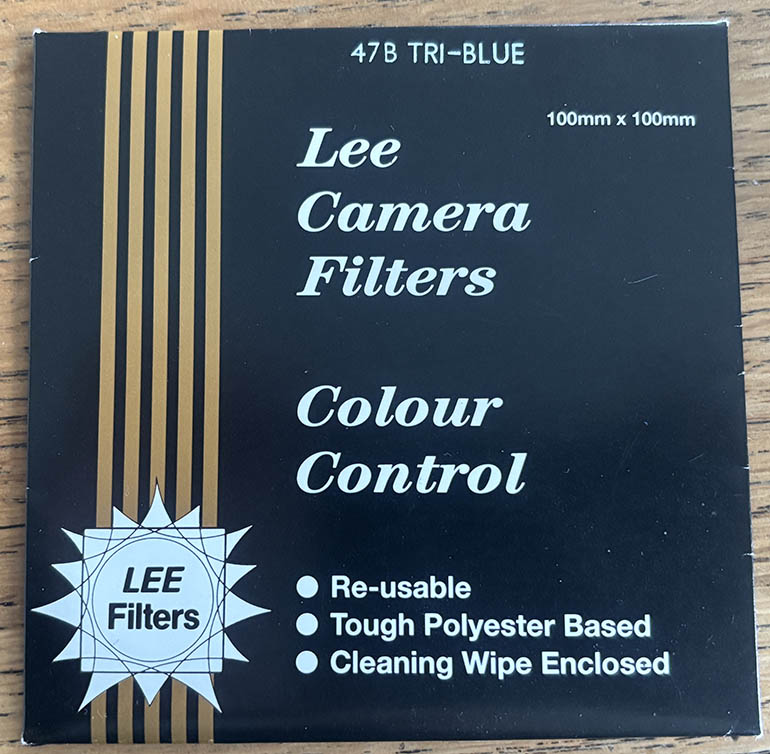 47B TRI-BLUE
100mm x 100mm
Lee
Camera
Filters
Colour
Control
LEE
Filters
● Re-usable
● Tough Polyester Based
● Cleaning Wipe Enclosed